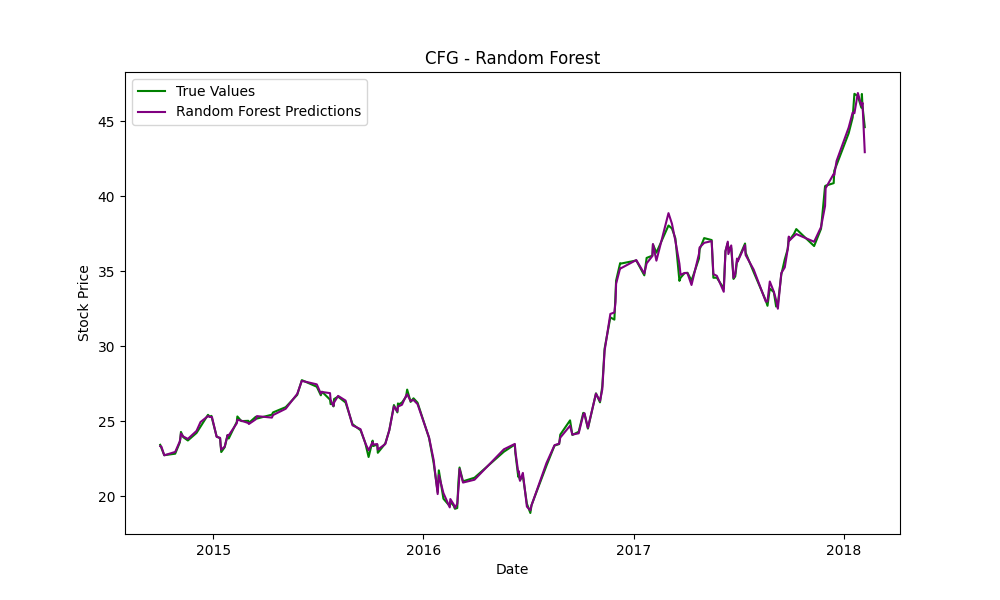 CFG - Random Forest
True Values
Random Forest Predictions
45
40
35
30
25
20
Stock Price
2015 2016 2017 2018
Date